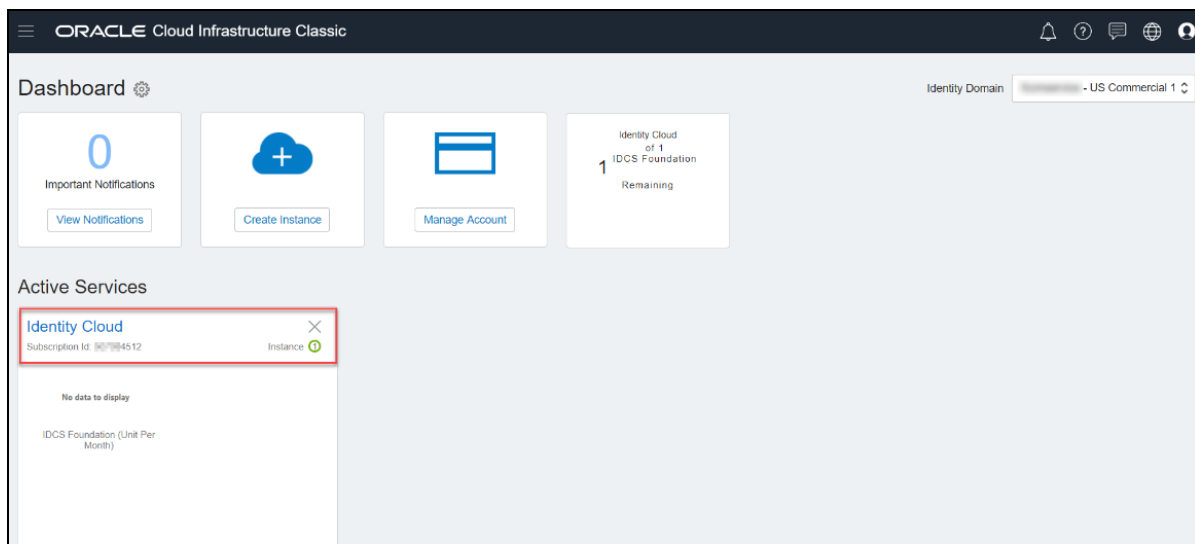 ORACLE Cloud Infrastructure Classic
Dashboard
Identity Domain
- US Commercial 1
0
Important Notifications
View Notifications
Create Instance
Manage Account
Identity Cloud
of 1
1 IDCS Foundation
Remaining
Active Services
Identity Cloud
Subscription Id: 4512
Instance 1
No data to display
IDCS Foundation (Unit Per
Month)